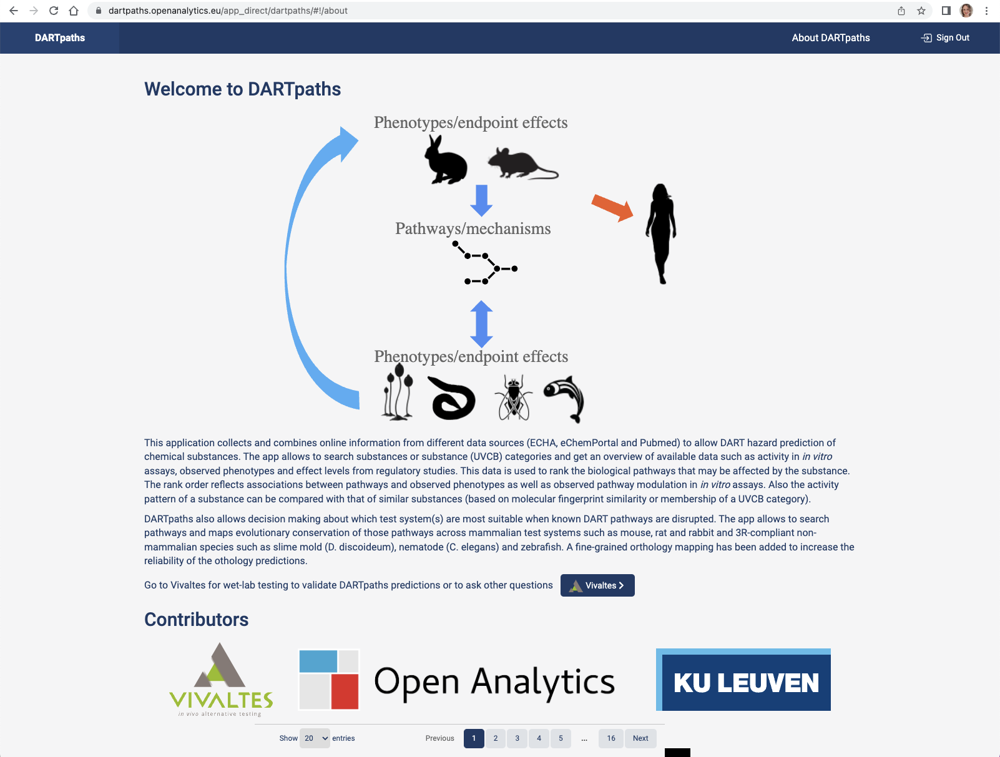 dartpaths.openanalytics.eu/app_direct/dartpaths/#!/about
DARTpaths
About DARTpaths
Sign Out
Welcome to DARTpaths
Phenotypes/endpoint effects
Pathways/mechanisms
Phenotypes/endpoint effects
This application collects and combines online information from different data sources (ECHA, eChemPortal and Pubmed) to allow DART hazard prediction of
chemical substances. The app allows to search substances or substance (UVCB) categories and get an overview of available data such as activity in in vitro
assays, observed phenotypes and effect levels from regulatory studies. This data is used to rank the biological pathways that may be affected by the substance.
The rank order reflects associations between pathways and observed phenotypes as well as observed pathway modulation in in vitro assays. Also the activity
pattern of a substance can be compared with that of similar substances (based on molecular fingerprint similarity or membership of a UVCB category).
DARTpaths also allows decision making about which test system(s) are most suitable when known DART pathways are disrupted. The app allows to search
pathways and maps evolutionary conservation of those pathways across mammalian test systems such as mouse, rat and rabbit and 3R-compliant non-
mammalian species such as slime mold (D. discoideum), nematode (C. elegans) and zebrafish. A fine-grained orthology mapping has been added to increase the
reliability of the othology predictions.
Go to Vivaltes for wet-lab testing to validate DARTpaths predictions or to ask other questions
Vivaltes
Contributors
VIVALTES
in vivo alternative testing
Open Analytics
KU LEUVEN
Show 20 entries
Previous 1 2 3 4 5 ... 16 Next